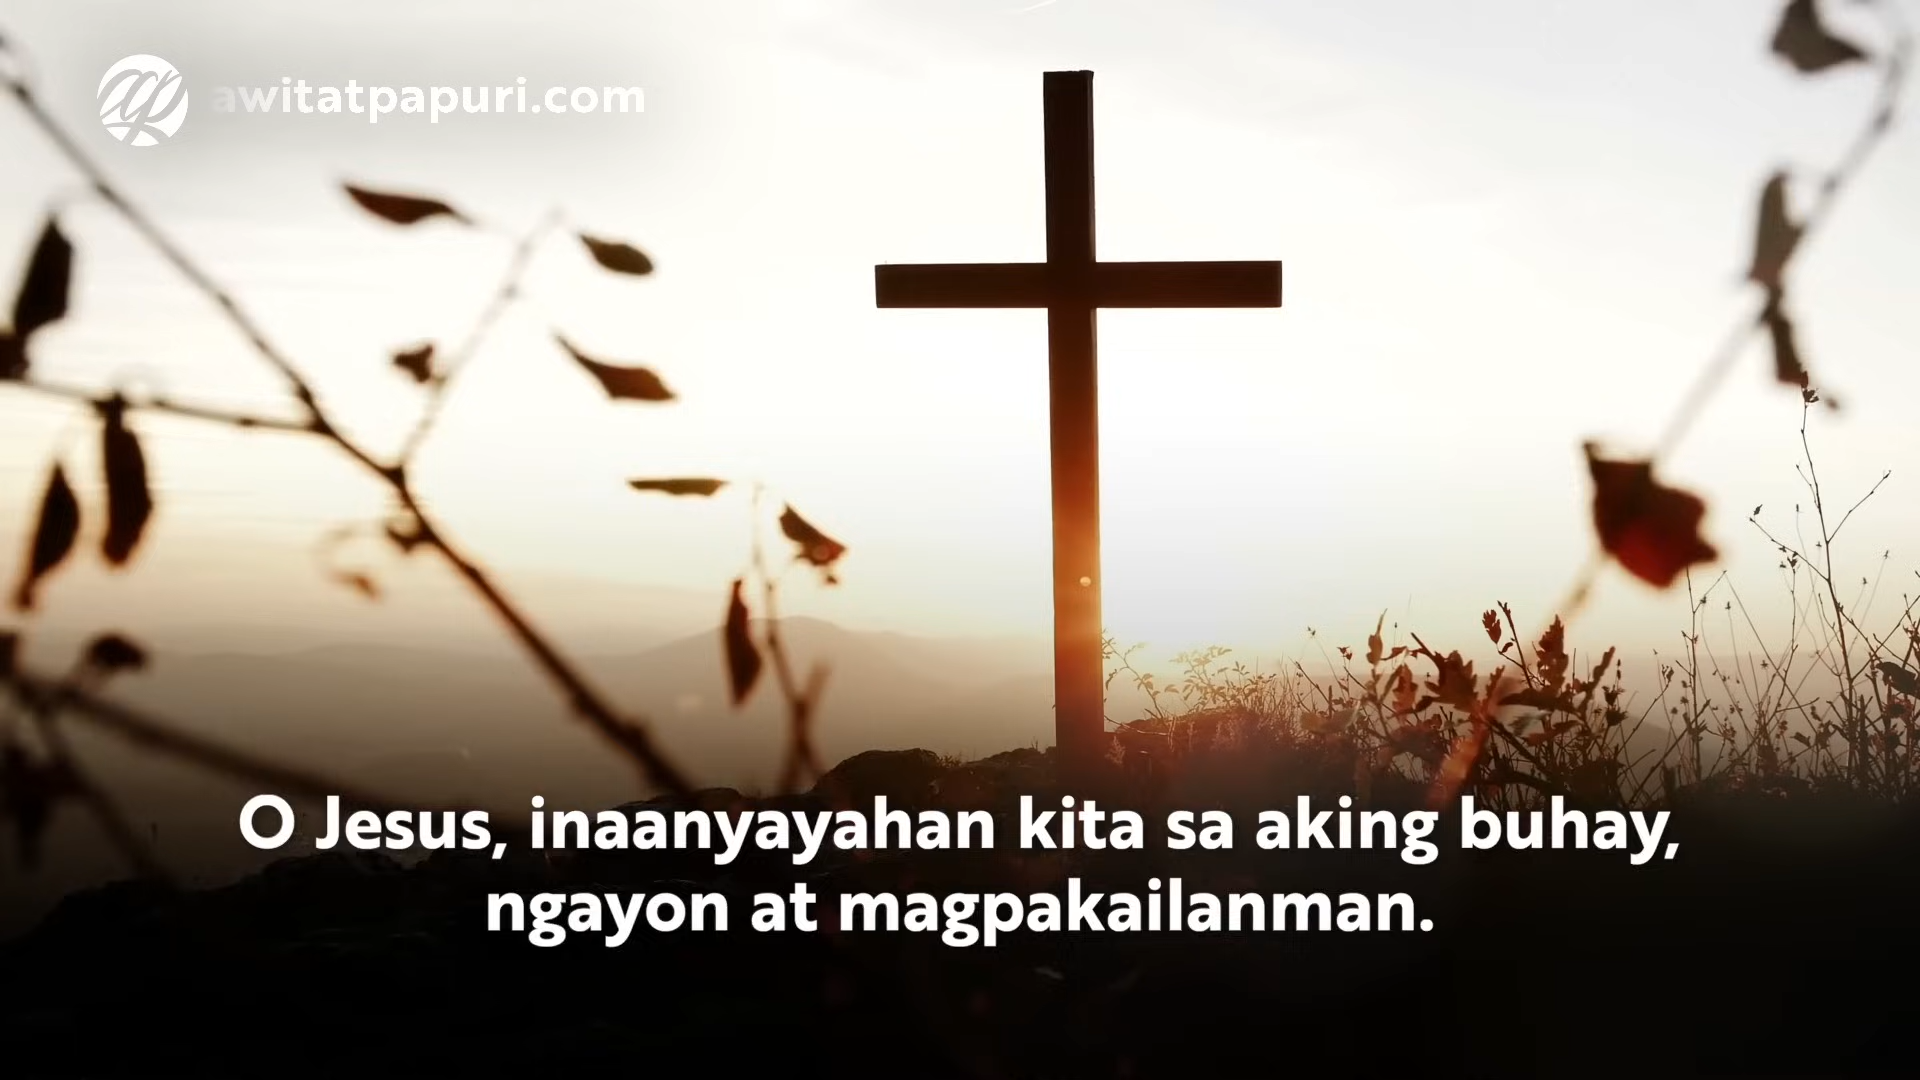 awitatpapuri.com
O Jesus, inaanyayahan kita sa aking buhay,
ngayon at magpakailanman.